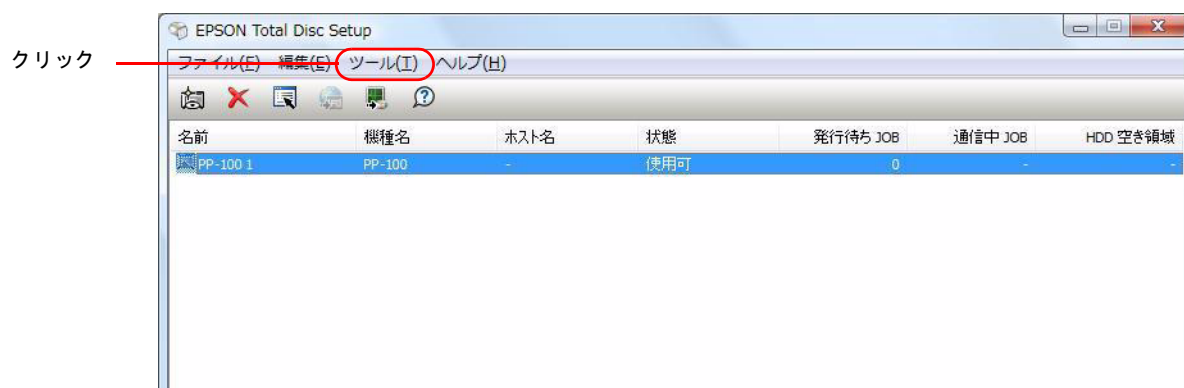 EPSON Total Disc Setup
クリック
ファイル(F) 編集(E) ツール(T) ヘルプ(H)
名前 機種名 ホスト名 状態 発行待ち JOB 通信中 JOB HDD 空き領域
PP-100 1 PP-100 - 使用可 0 - -